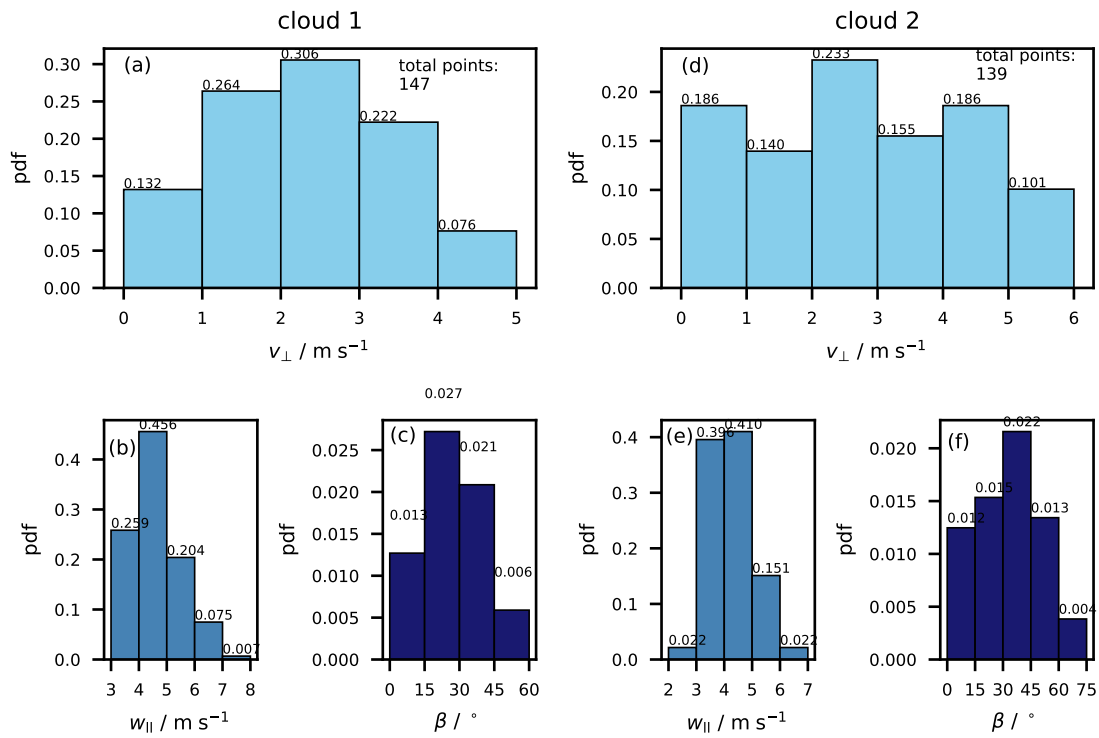 cloud 1
cloud 2
(a)
total points:
147
0.132
0.264
0.306
0.222
0.076
pdf
0.30
0.25
0.20
0.15
0.10
0.05
0.00
0 1 2 3 4 5
v⊥ / m s⁻¹
(d)
total points:
139
0.186
0.140
0.233
0.155
0.186
0.101
pdf
0.20
0.15
0.10
0.05
0.00
0 1 2 3 4 5 6
v⊥ / m s⁻¹
(b)
0.259
0.456
0.204
0.075
0.007
pdf
0.4
0.3
0.2
0.1
0.0
3 4 5 6 7 8
w|| / m s⁻¹
(c)
0.013
0.027
0.021
0.006
pdf
0.025
0.020
0.015
0.010
0.005
0.000
0 15 30 45 60
β / °
(e)
0.022
0.396
0.410
0.151
0.022
pdf
0.4
0.3
0.2
0.1
0.0
2 3 4 5 6 7
w|| / m s⁻¹
(f)
0.012
0.015
0.022
0.013
0.004
pdf
0.020
0.015
0.010
0.005
0.000
0 15 30 45 60 75
β / °